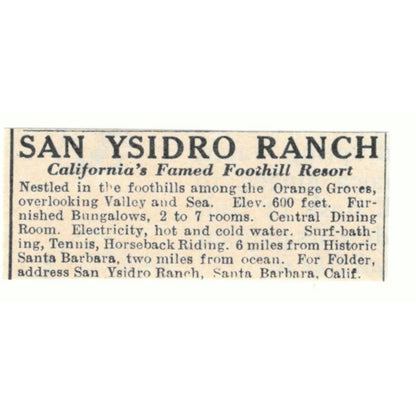 SAN YSIDRO RANCH
California's Famed Foothill Resort
Nestled in the foothills among the Orange Groves,
overlooking Valley and Sea. Elev. 600 feet. Fur-
nished Bungalows, 2 to 7 rooms. Central Dining
Room. Electricity, hot and cold water. Surf-bath-
ing, Tennis, Horseback Riding. 6 miles from Historic
Santa Barbara, two miles from ocean. For Folder,
address San Ysidro Ranch, Santa Barbara, Calif.